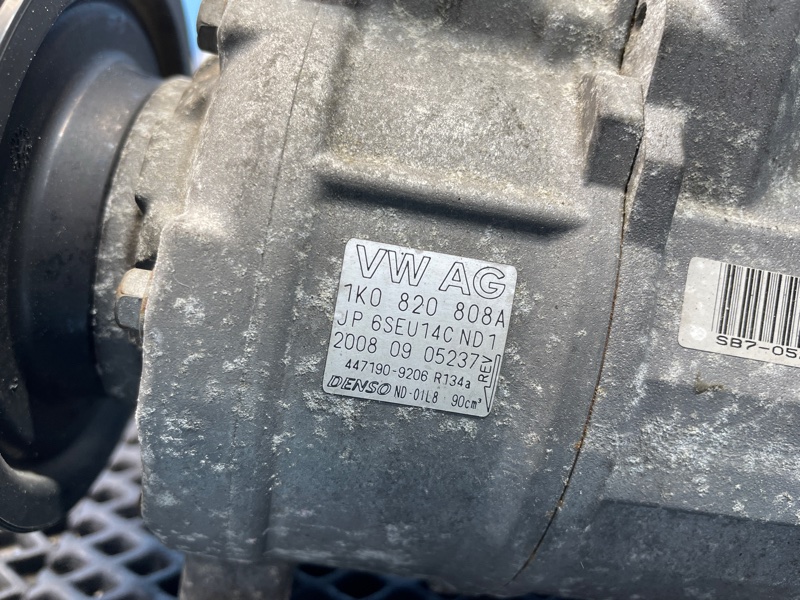 VW AG
1K0 820 808A
JP 6SEU14C ND1
2008 09 05237
447190-9206 R134a
DENSO ND-OIL8 90cm³
REV
SB7-05